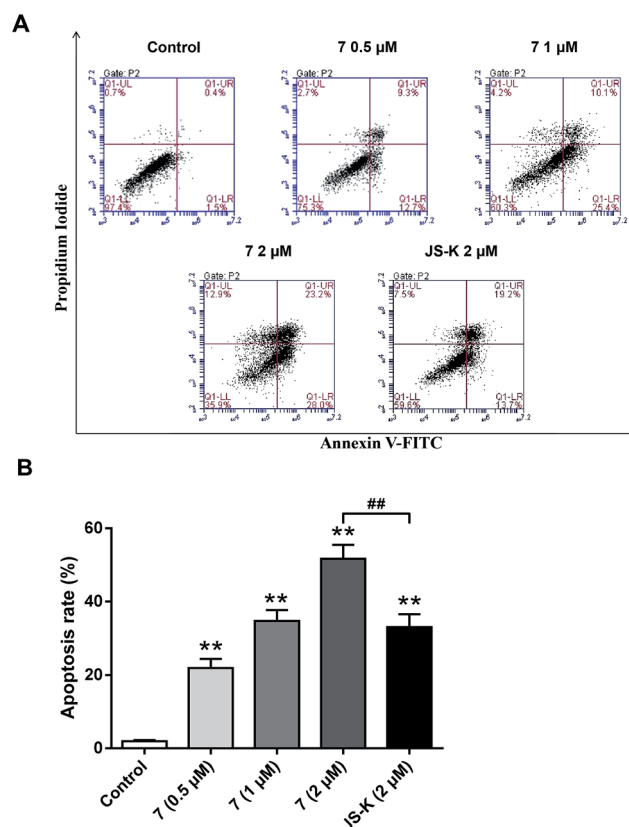 A
Control
7 0.5 µM
7 1 µM
Gate: P2
Q1-UL
0.7%
Q1-UR
0.4%
Q1-LL
97.4%
Q1-LR
1.5%
Gate: P2
Q1-UL
2.7%
Q1-UR
9.3%
Q1-LL
75.3%
Q1-LR
12.7%
Gate: P2
Q1-UL
4.2%
Q1-UR
10.1%
Q1-LL
60.3%
Q1-LR
25.4%
7 2 µM
JS-K 2 µM
Gate: P2
Q1-UL
12.9%
Q1-UR
23.2%
Q1-LL
35.9%
Q1-LR
28.0%
Gate: P2
Q1-UL
7.5%
Q1-UR
19.2%
Q1-LL
59.6%
Q1-LR
13.7%
Propidium Iodide
Annexin V-FITC
B
Apoptosis rate (%)
60
40
20
0
**
**
**
**
##
Control
7 (0.5 µM)
7 (1 µM)
7 (2 µM)
JS-K (2 µM)